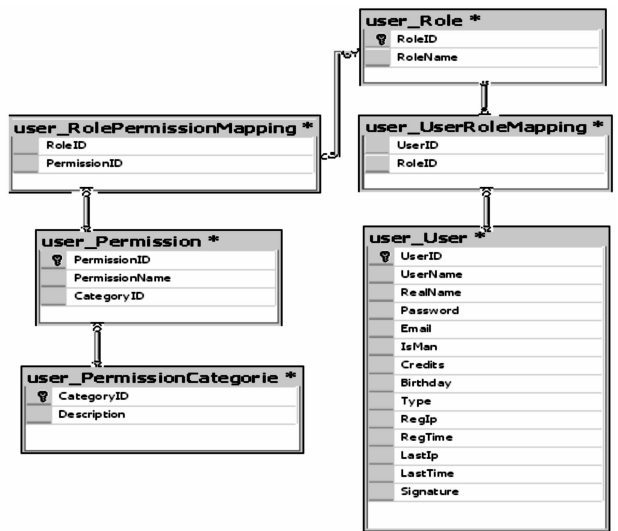 user_Role *
RoleID
RoleName
user_RolePermissionMapping *
RoleID
PermissionID
user_UserRoleMapping *
UserID
RoleID
user_Permission *
PermissionID
PermissionName
CategoryID
user_User *
UserID
UserName
RealName
Password
Email
IsMan
Credits
Birthday
Type
RegIp
RegTime
LastIp
LastTime
Signature
user_PermissionCategorie *
CategoryID
Description